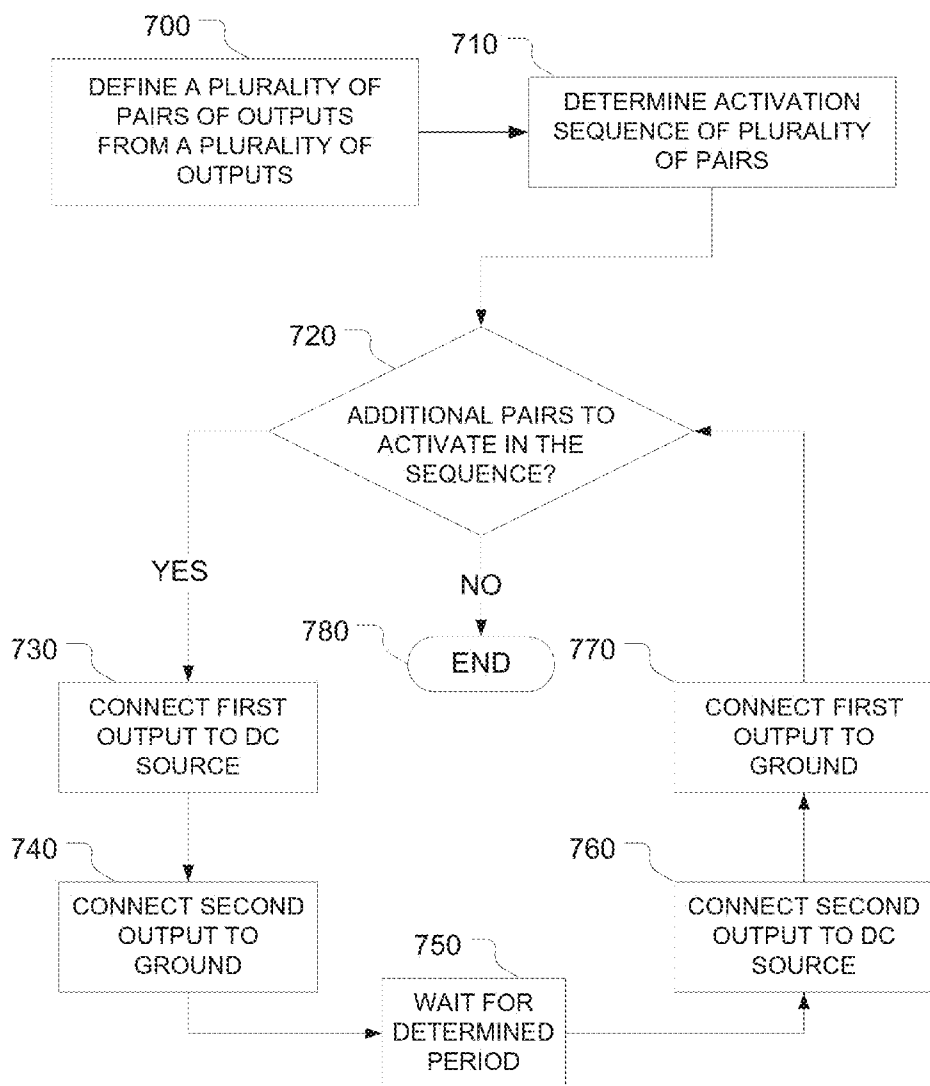 700
DEFINE A PLURALITY OF
PAIRS OF OUTPUTS
FROM A PLURALITY OF
OUTPUTS
710
DETERMINE ACTIVATION
SEQUENCE OF PLURALITY
OF PAIRS
720
ADDITIONAL PAIRS TO
ACTIVATE IN THE
SEQUENCE?
YES
NO
730
CONNECT FIRST
OUTPUT TO DC
SOURCE
780
END
770
CONNECT FIRST
OUTPUT TO
GROUND
740
CONNECT SECOND
OUTPUT TO
GROUND
750
WAIT FOR
DETERMINED
PERIOD
760
CONNECT SECOND
OUTPUT TO DC
SOURCE